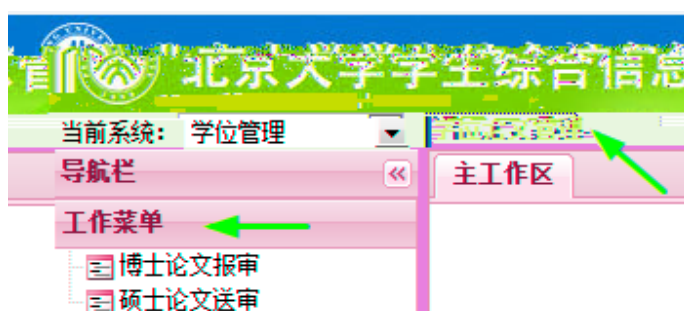 北京大学学生综合信息
当前系统： 学位管理
导航栏
主工作区
工作菜单
博士论文报审
硕士论文送审